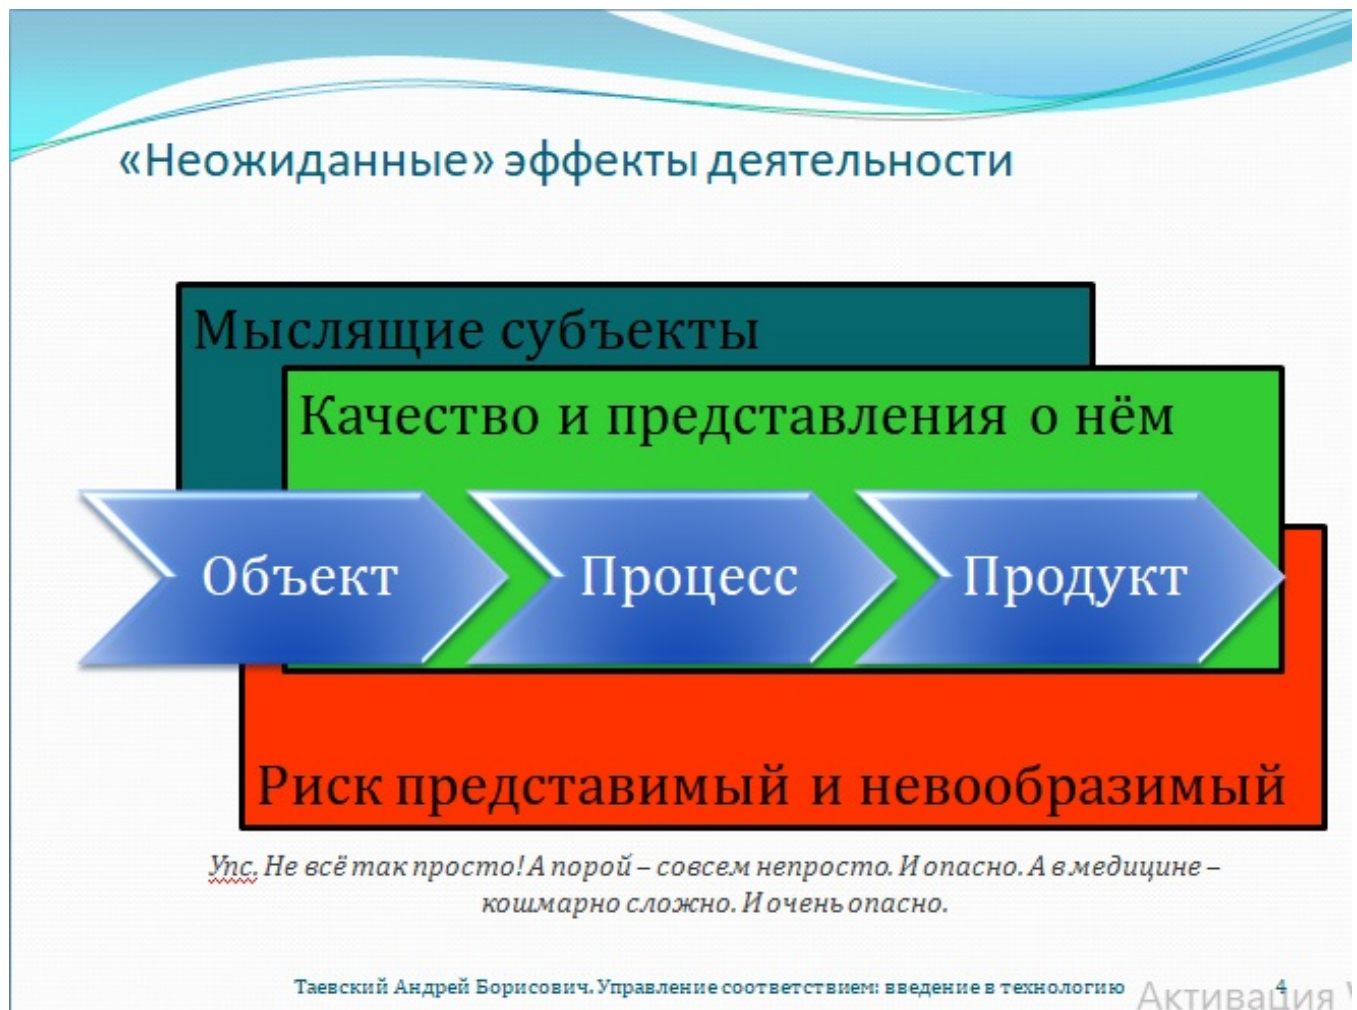 «Неожиданные» эффекты деятельности
Мыслящие субъекты
Качество и представления о нём
Объект
Процесс
Продукт
Риск представимый и невообразимый
Упс. Не всё так просто! А порой – совсем непросто. И опасно. А в медицине –
кошмарно сложно. И очень опасно.
Таевский Андрей Борисович. Управление соответствием: введение в технологию
4
Активация